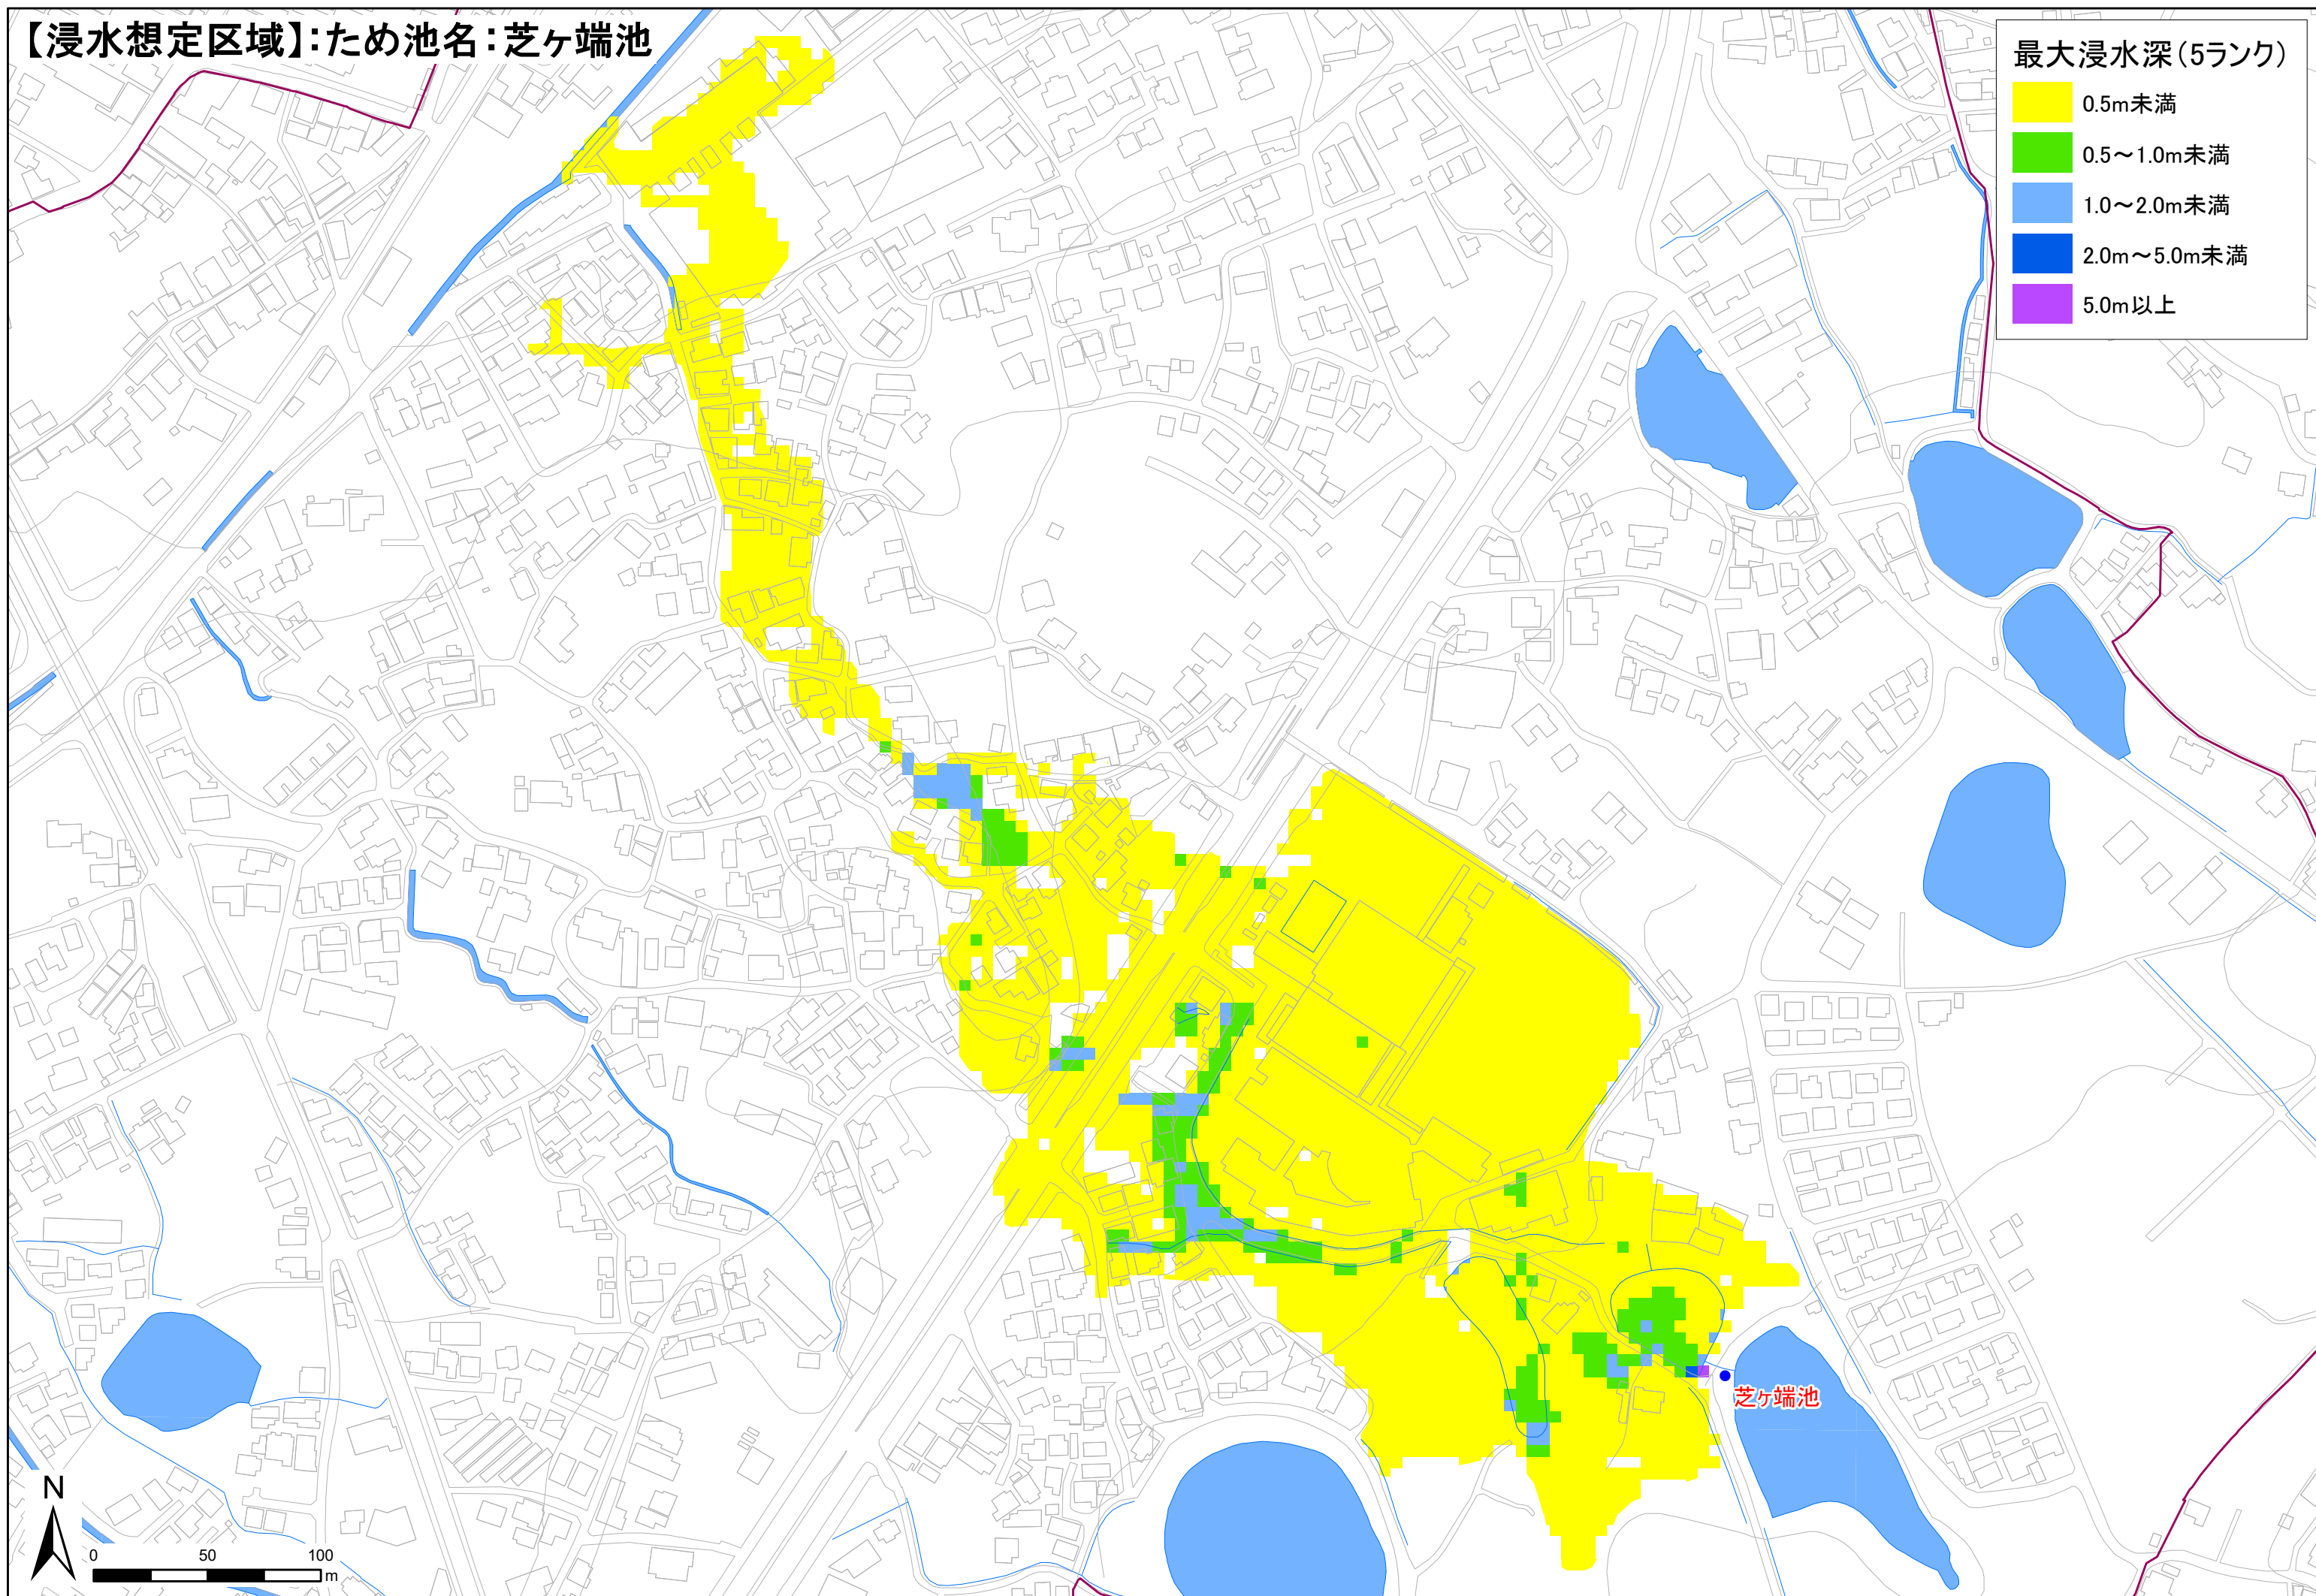 【浸水想定区域】:ため池名:芝ヶ端池
最大浸水深(5ランク)
0.5m未満
0.5~1.0m未満
1.0~2.0m未満
2.0m~5.0m未満
5.0m以上
芝ヶ端池
N
0 50 100
m